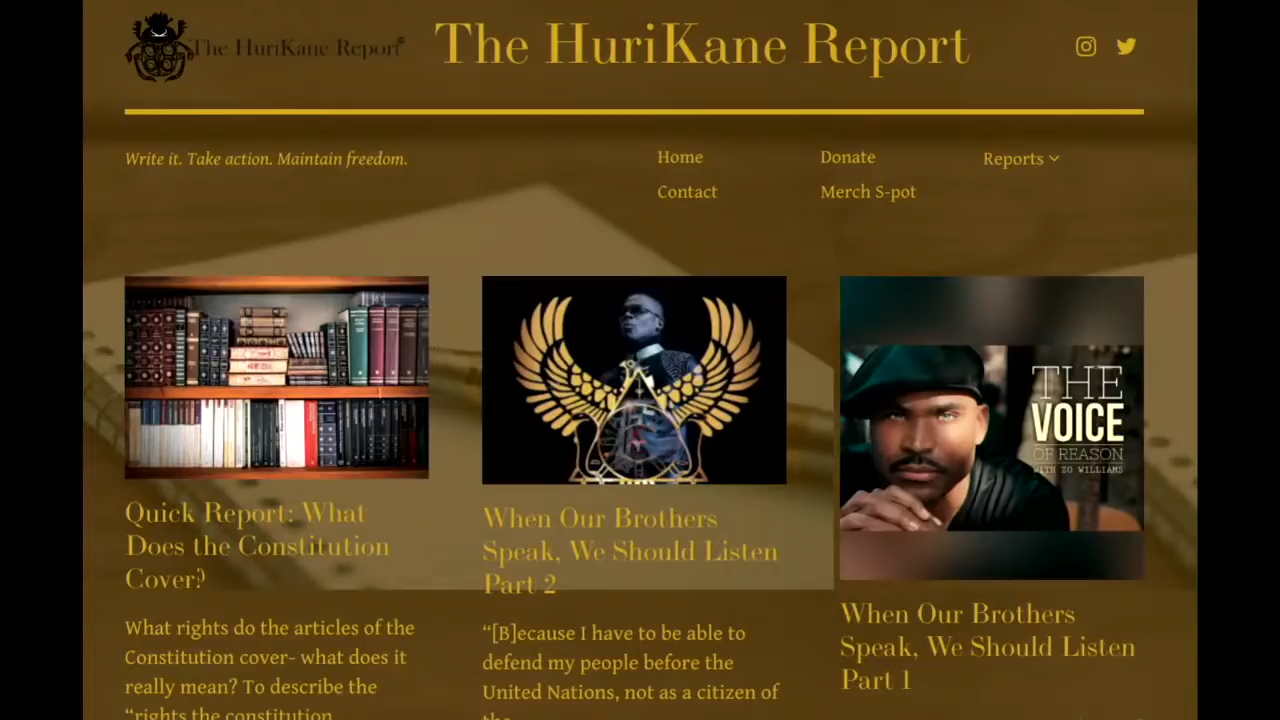 The HuriKane Report©
The HuriKane Report
Write it. Take action. Maintain freedom.
Home
Donate
Reports
Contact
Merch S-pot
THE
VOICE
OF REASON
WITH ZO WILLIAMS
Quick Report: What
Does the Constitution
Cover?
What rights do the articles of the
Constitution cover- what does it
really mean? To describe the
“rights the constitution
When Our Brothers
Speak, We Should Listen
Part 2
“[B]ecause I have to be able to
defend my people before the
United Nations, not as a citizen of
the
When Our Brothers
Speak, We Should Listen
Part 1